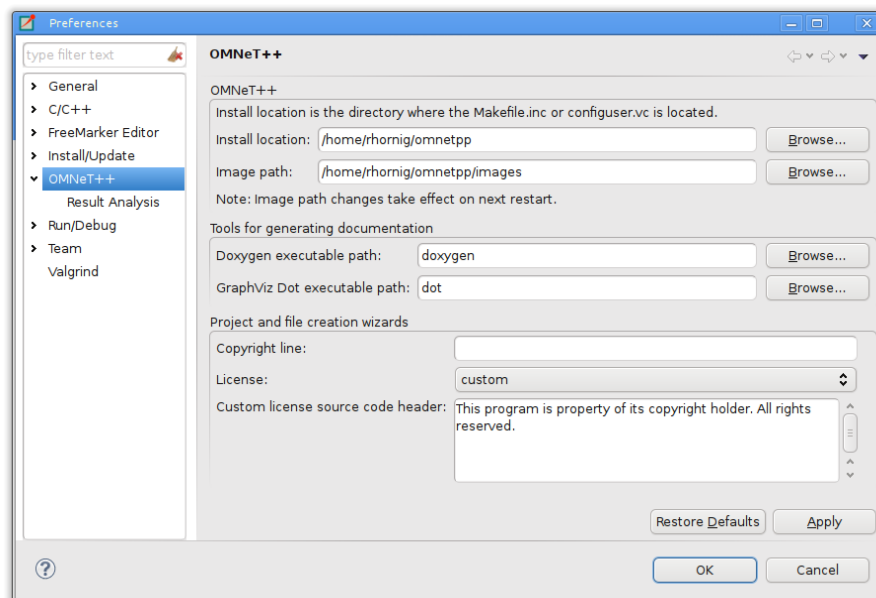 Preferences
type filter text
General
C/C++
FreeMarker Editor
Install/Update
OMNeT++
Result Analysis
Run/Debug
Team
Valgrind
OMNeT++
OMNeT++
Install location is the directory where the Makefile.inc or configuser.vc is located.
Install location: /home/rhornig/omnetpp Browse...
Image path: /home/rhornig/omnetpp/images Browse...
Note: Image path changes take effect on next restart.
Tools for generating documentation
Doxygen executable path: doxygen Browse...
GraphViz Dot executable path: dot Browse...
Project and file creation wizards
Copyright line:
License: custom
Custom license source code header: This program is property of its copyright holder. All rights
reserved.
Restore Defaults Apply
? OK Cancel